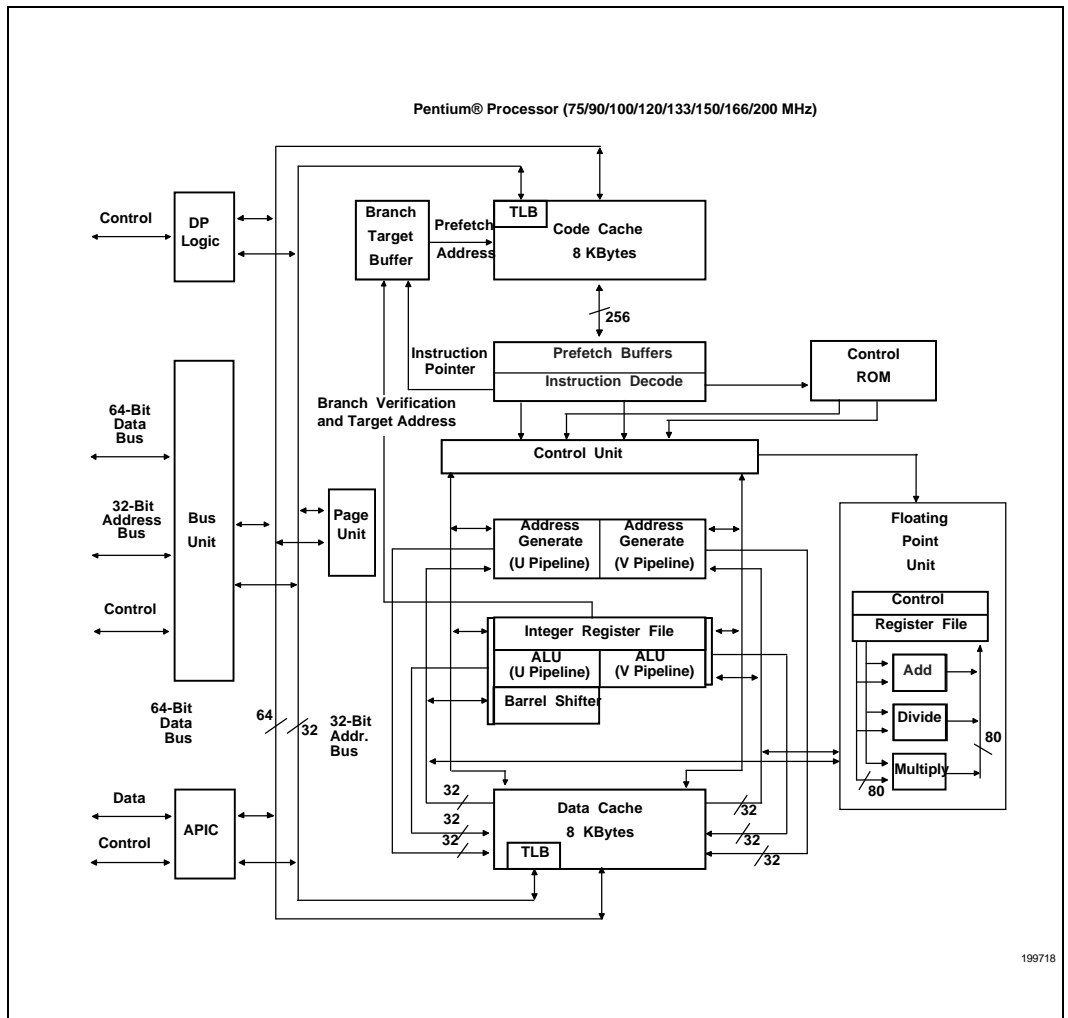 Pentium® Processor (75/90/100/120/133/150/166/200 MHz)
Control
DP
Logic
Branch
Target
Buffer
Prefetch
Address
TLB
Code Cache
8 KBytes
256
Instruction
Pointer
Prefetch Buffers
Instruction Decode
Control
ROM
Branch Verification
and Target Address
Control Unit
64-Bit
Data
Bus
32-Bit
Address
Bus
Control
Bus
Unit
Page
Unit
Address
Generate
(U Pipeline)
Address
Generate
(V Pipeline)
Integer Register File
ALU
(U Pipeline)
ALU
(V Pipeline)
Barrel Shifter
Floating
Point
Unit
Control
Register File
Add
Divide
Multiply
80
80
64-Bit
Data
Bus
64
32
32-Bit
Addr.
Bus
Data
Control
APIC
32
32
32
Data Cache
8 KBytes
TLB
32
32
32
199718